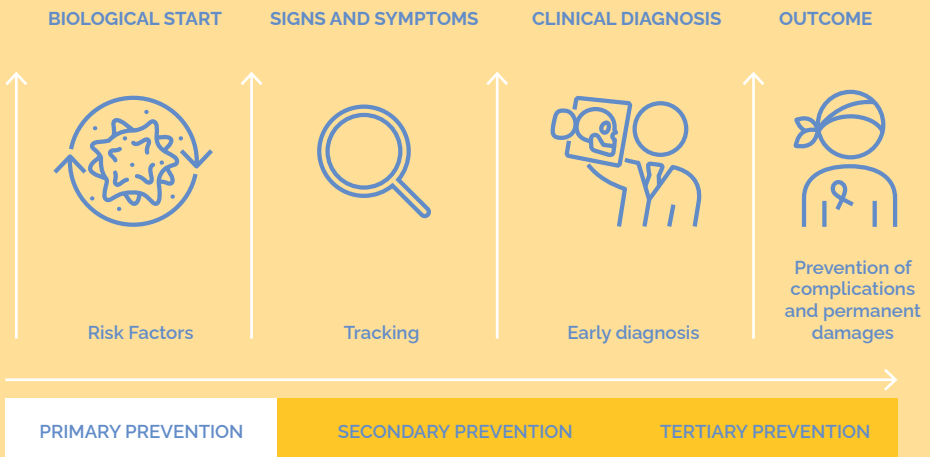 BIOLOGICAL START
SIGNS AND SYMPTOMS
CLINICAL DIAGNOSIS
OUTCOME
Risk Factors
Tracking
Early diagnosis
Prevention of
complications
and permanent
damages
PRIMARY PREVENTION
SECONDARY PREVENTION
TERTIARY PREVENTION